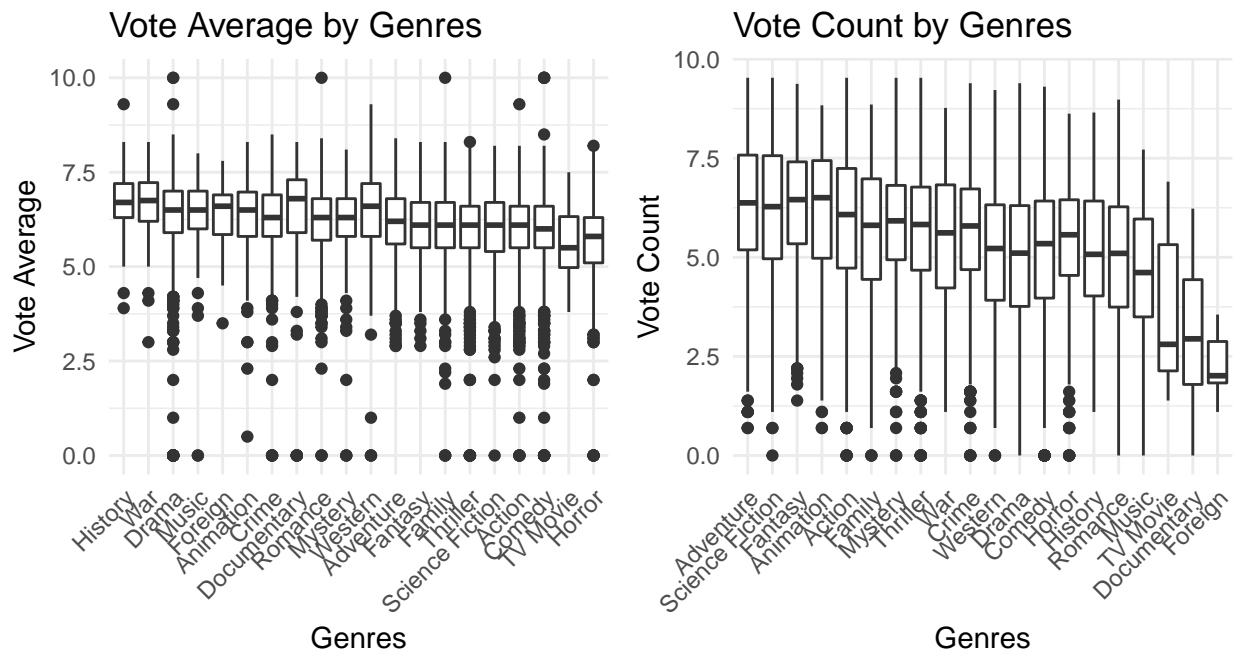 Vote Average by Genres
10.0
7.5
5.0
2.5
0.0
Vote Average
History
War
Drama
Music
Foreign
Animation
Crime
Documentary
Romance
Mystery
Western
Adventure
Fantasy
Family
Thriller
Science Fiction
Action
Comedy
TV Movie
Horror
Genres
Vote Count by Genres
10.0
7.5
5.0
2.5
0.0
Vote Count
Adventure
Science Fiction
Fantasy
Animation
Action
Family
Mystery
Thriller
War
Crime
Western
Drama
Comedy
Horror
History
Romance
Music
TV Movie
Documentary
Foreign
Genres